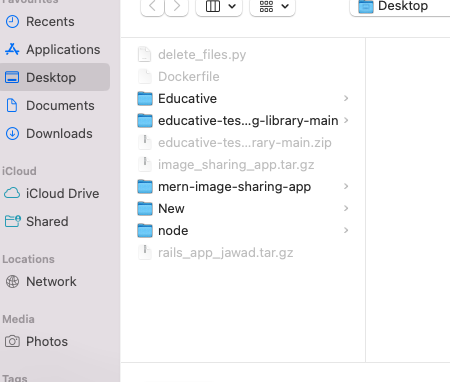 Favourites
Recents
Applications
Desktop
Documents
Downloads
iCloud
iCloud Drive
Shared
Locations
Network
Media
Photos
Tags
Desktop
delete_files.py
Dockerfile
Educative
educative-tes...g-library-main
educative-tes...rary-main.zip
image_sharing_app.tar.gz
mern-image-sharing-app
New
node
rails_app_jawad.tar.gz